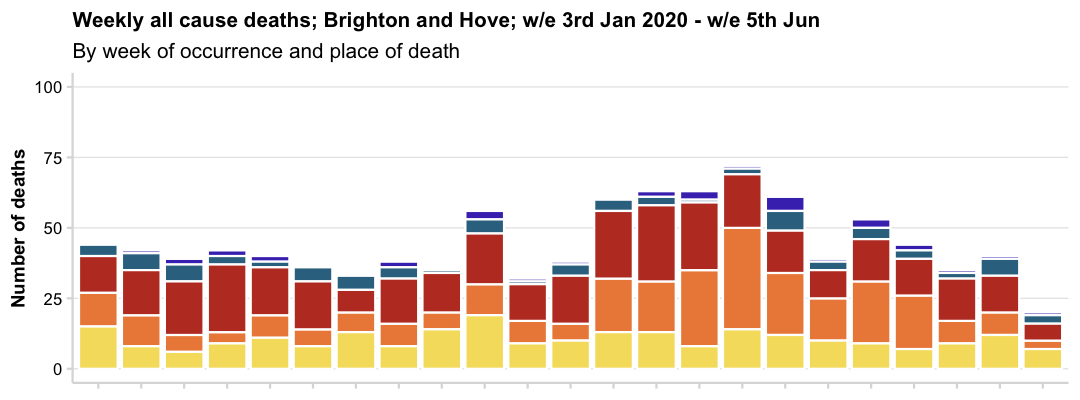 Weekly all cause deaths; Brighton and Hove; w/e 3rd Jan 2020 - w/e 5th Jun
By week of occurrence and place of death
100
75
50
25
0
Number of deaths